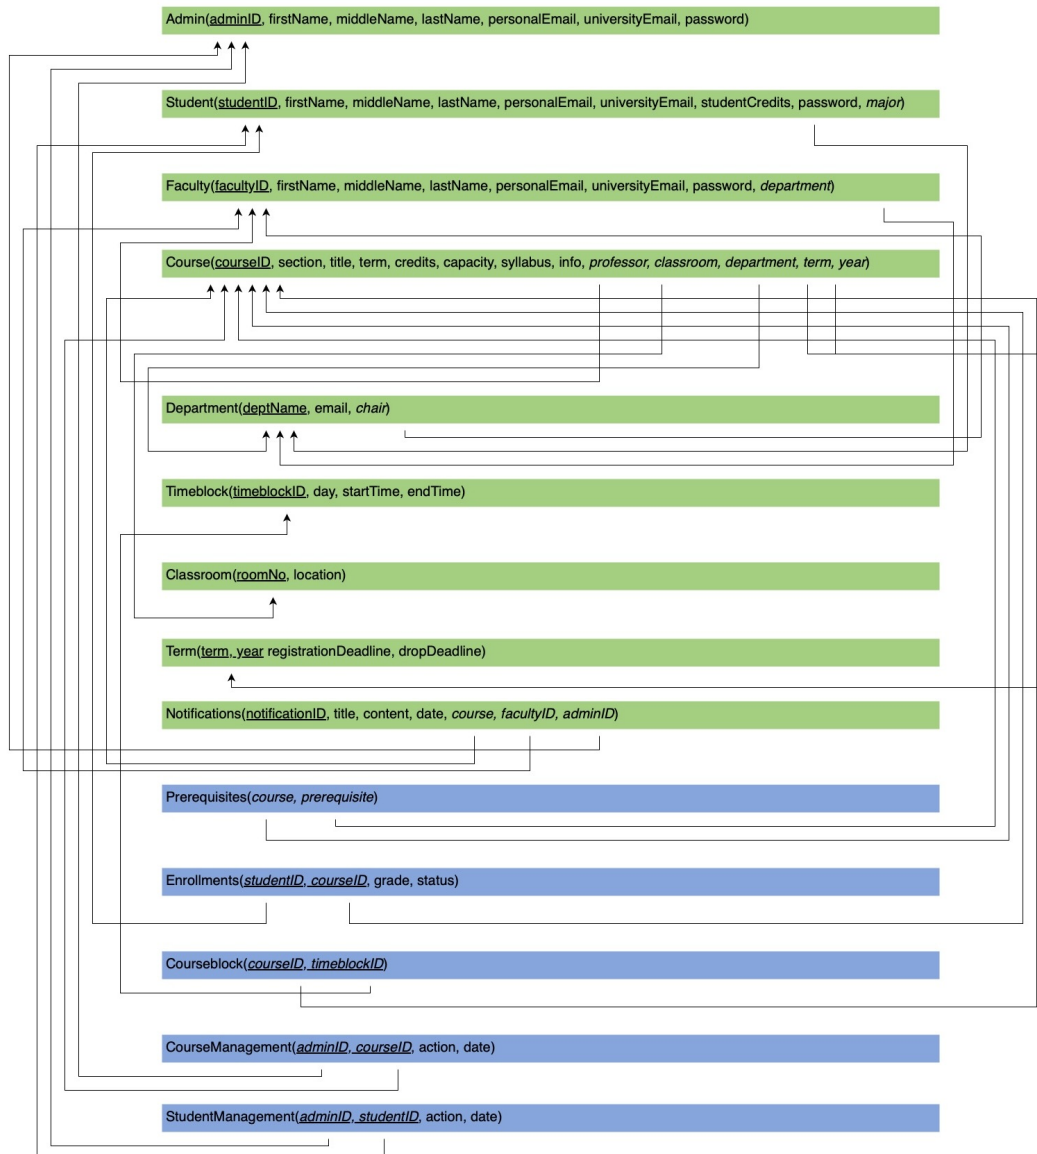 Admin(adminID, firstName, middleName, lastName, personalEmail, universityEmail, password)
Student(studentID, firstName, middleName, lastName, personalEmail, universityEmail, studentCredits, password, major)
Faculty(facultyID, firstName, middleName, lastName, personalEmail, universityEmail, password, department)
Course(courseID, section, title, term, credits, capacity, syllabus, info, professor, classroom, department, term, year)
Department(deptName, email, chair)
Timeblock(timeblockID, day, startTime, endTime)
Classroom(roomNo, location)
Term(term, year registrationDeadline, dropDeadline)
Notifications(notificationID, title, content, date, course, facultyID, adminID)
Prerequisites(course, prerequisite)
Enrollments(studentID, courseID, grade, status)
Courseblock(courseID, timeblockID)
CourseManagement(adminID, courseID, action, date)
StudentManagement(adminID, studentID, action, date)